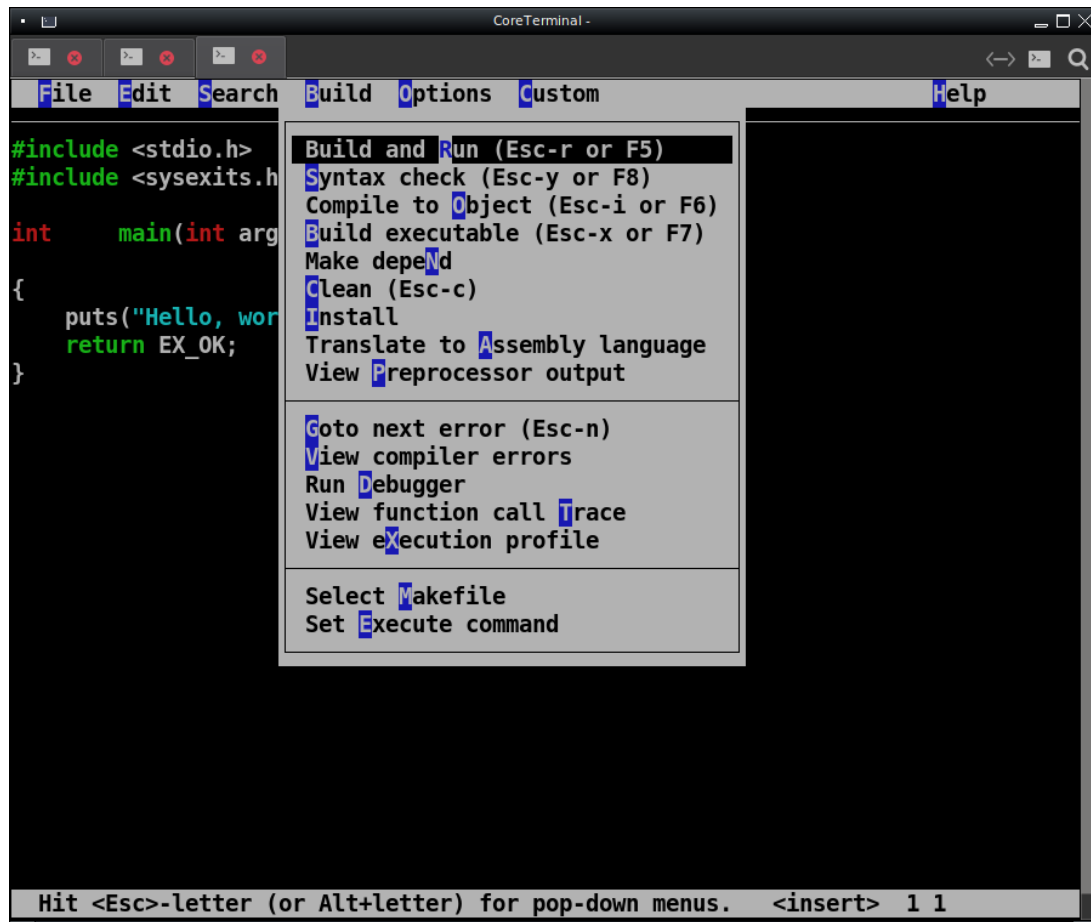 CoreTerminal -
File Edit Search Build Options Custom Help
#include <stdio.h>
#include <sysexits.h
int main(int arg
{
puts("Hello, wor
return EX_OK;
}
Build and Run (Esc-r or F5)
Syntax check (Esc-y or F8)
Compile to Object (Esc-i or F6)
Build executable (Esc-x or F7)
Make depeNd
Clean (Esc-c)
Install
Translate to Assembly language
View Preprocessor output
Goto next error (Esc-n)
View compiler errors
Run Debugger
View function call Trace
View eXecution profile
Select Makefile
Set Execute command
Hit <Esc>-letter (or Alt+letter) for pop-down menus. <insert> 1 1